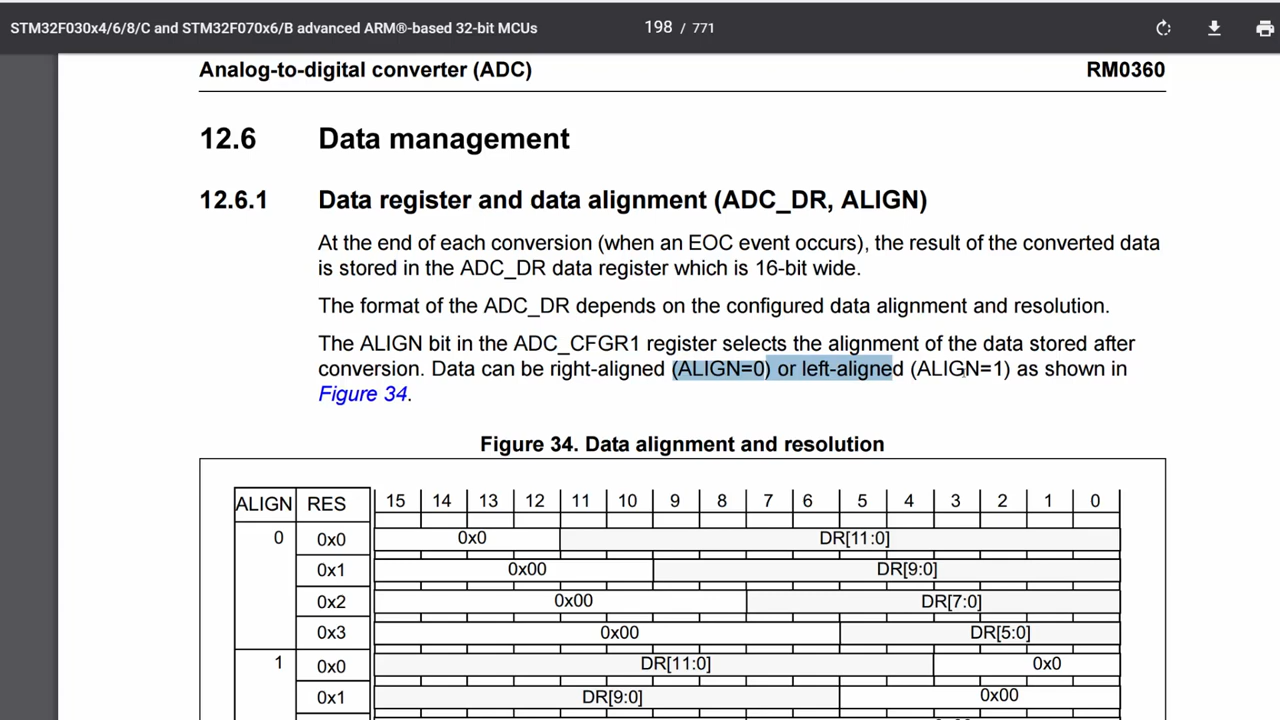 STM32F030x4/6/8/C and STM32F070x6/B advanced ARM®-based 32-bit MCUs 198 / 771
Analog-to-digital converter (ADC) RM0360
12.6 Data management
12.6.1 Data register and data alignment (ADC_DR, ALIGN)
At the end of each conversion (when an EOC event occurs), the result of the converted data
is stored in the ADC_DR data register which is 16-bit wide.
The format of the ADC_DR depends on the configured data alignment and resolution.
The ALIGN bit in the ADC_CFGR1 register selects the alignment of the data stored after
conversion. Data can be right-aligned (ALIGN=0) or left-aligned (ALIGN=1) as shown in
Figure 34.
Figure 34. Data alignment and resolution
ALIGN RES 15 14 13 12 11 10 9 8 7 6 5 4 3 2 1 0
0 0x0 0x0 DR[11:0]
0x1 0x00 DR[9:0]
0x2 0x00 DR[7:0]
0x3 0x00 DR[5:0]
1 0x0 DR[11:0] 0x0
0x1 DR[9:0] 0x00